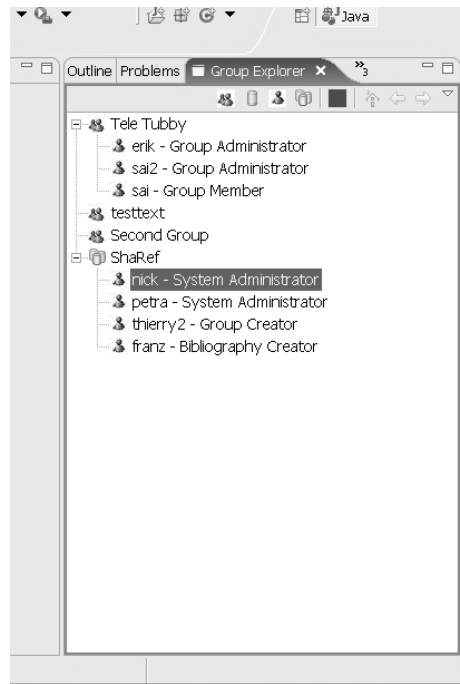 Java
Outline Problems Group Explorer »3
Tele Tubby
erik - Group Administrator
sai2 - Group Administrator
sai - Group Member
testtext
Second Group
ShaRef
nick - System Administrator
petra - System Administrator
thierry2 - Group Creator
franz - Bibliography Creator